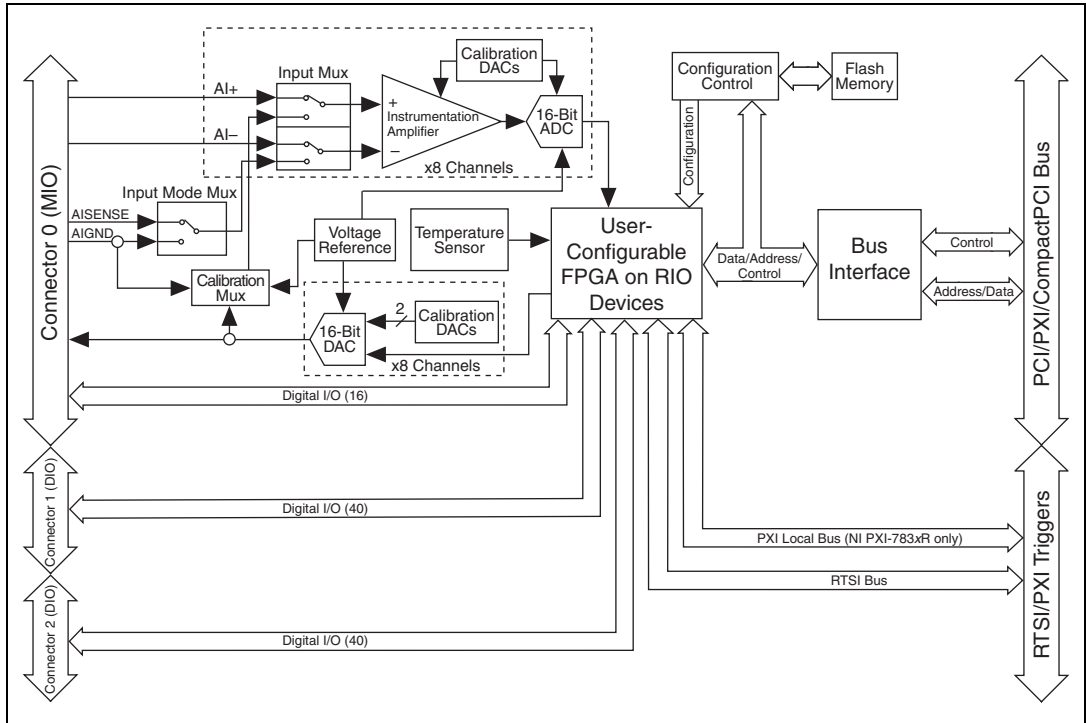 Connector 0 (MIO)
AI+
AI–
AISENSE
AIGND
Input Mode Mux
Input Mux
+
Instrumentation
Amplifier
–
Calibration
DACs
16-Bit
ADC
x8 Channels
Voltage
Reference
Temperature
Sensor
Calibration
Mux
16-Bit
DAC
2
Calibration
DACs
x8 Channels
Configuration
Control
Flash
Memory
Configuration
User-
Configurable
FPGA on RIO
Devices
Data/Address/
Control
Bus
Interface
Control
Address/Data
PCI/PXI/CompactPCI Bus
Digital I/O (16)
Connector 1 (DIO)
Digital I/O (40)
Connector 2 (DIO)
Digital I/O (40)
PXI Local Bus (NI PXI-783xR only)
RTSI Bus
RTSI/PXI Triggers